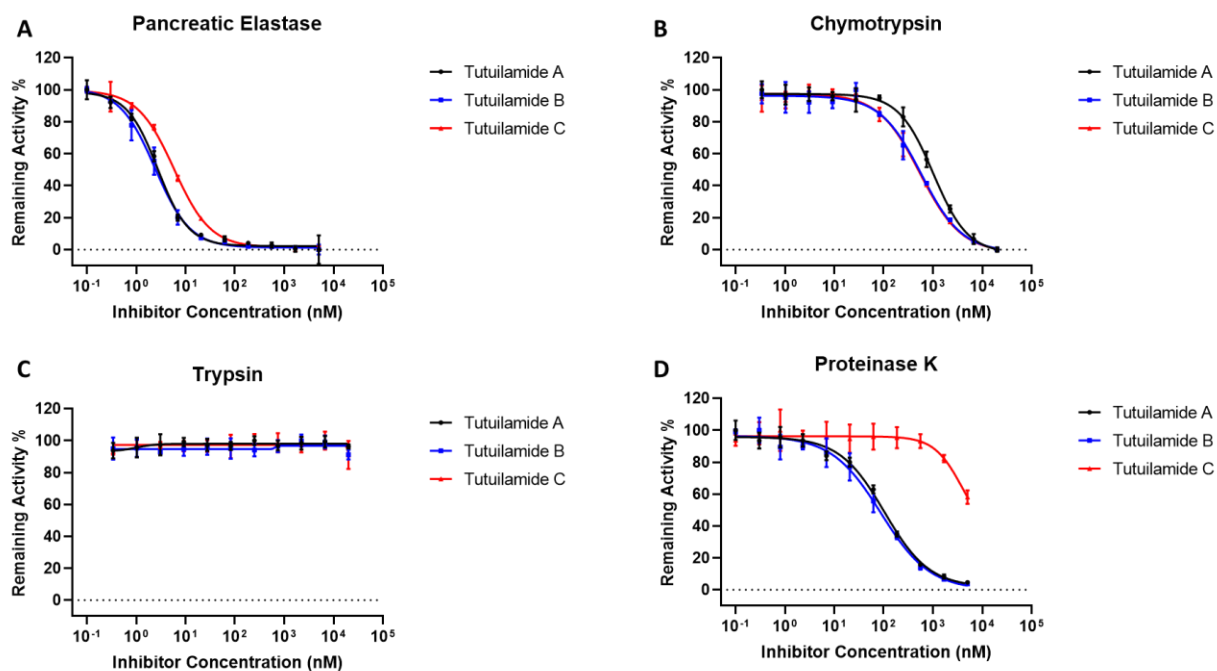 A
Pancreatic Elastase
Remaining Activity %
120
100
80
60
40
20
0
10⁻¹ 10⁰ 10¹ 10² 10³ 10⁴ 10⁵
Inhibitor Concentration (nM)
Tutuilamide A
Tutuilamide B
Tutuilamide C
B
Chymotrypsin
Remaining Activity %
120
100
80
60
40
20
0
10⁻¹ 10⁰ 10¹ 10² 10³ 10⁴ 10⁵
Inhibitor Concentration (nM)
Tutuilamide A
Tutuilamide B
Tutuilamide C
C
Trypsin
Remaining Activity %
120
100
80
60
40
20
0
10⁻¹ 10⁰ 10¹ 10² 10³ 10⁴ 10⁵
Inhibitor Concentration (nM)
Tutuilamide A
Tutuilamide B
Tutuilamide C
D
Proteinase K
Remaining Activity %
120
100
80
60
40
20
0
10⁻¹ 10⁰ 10¹ 10² 10³ 10⁴ 10⁵
Inhibitor Concentration (nM)
Tutuilamide A
Tutuilamide B
Tutuilamide C